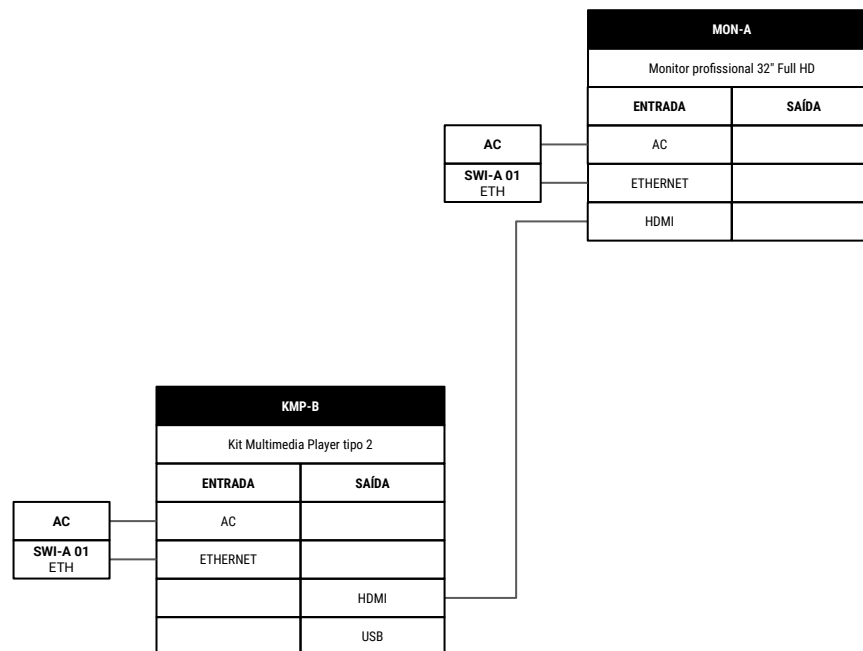 MON-A
Monitor profissional 32" Full HD
ENTRADA SAÍDA
AC AC
SWI-A 01
ETH
ETHERNET
HDMI
KMP-B
Kit Multimedia Player tipo 2
ENTRADA SAÍDA
AC AC
SWI-A 01
ETH
ETHERNET
HDMI
USB